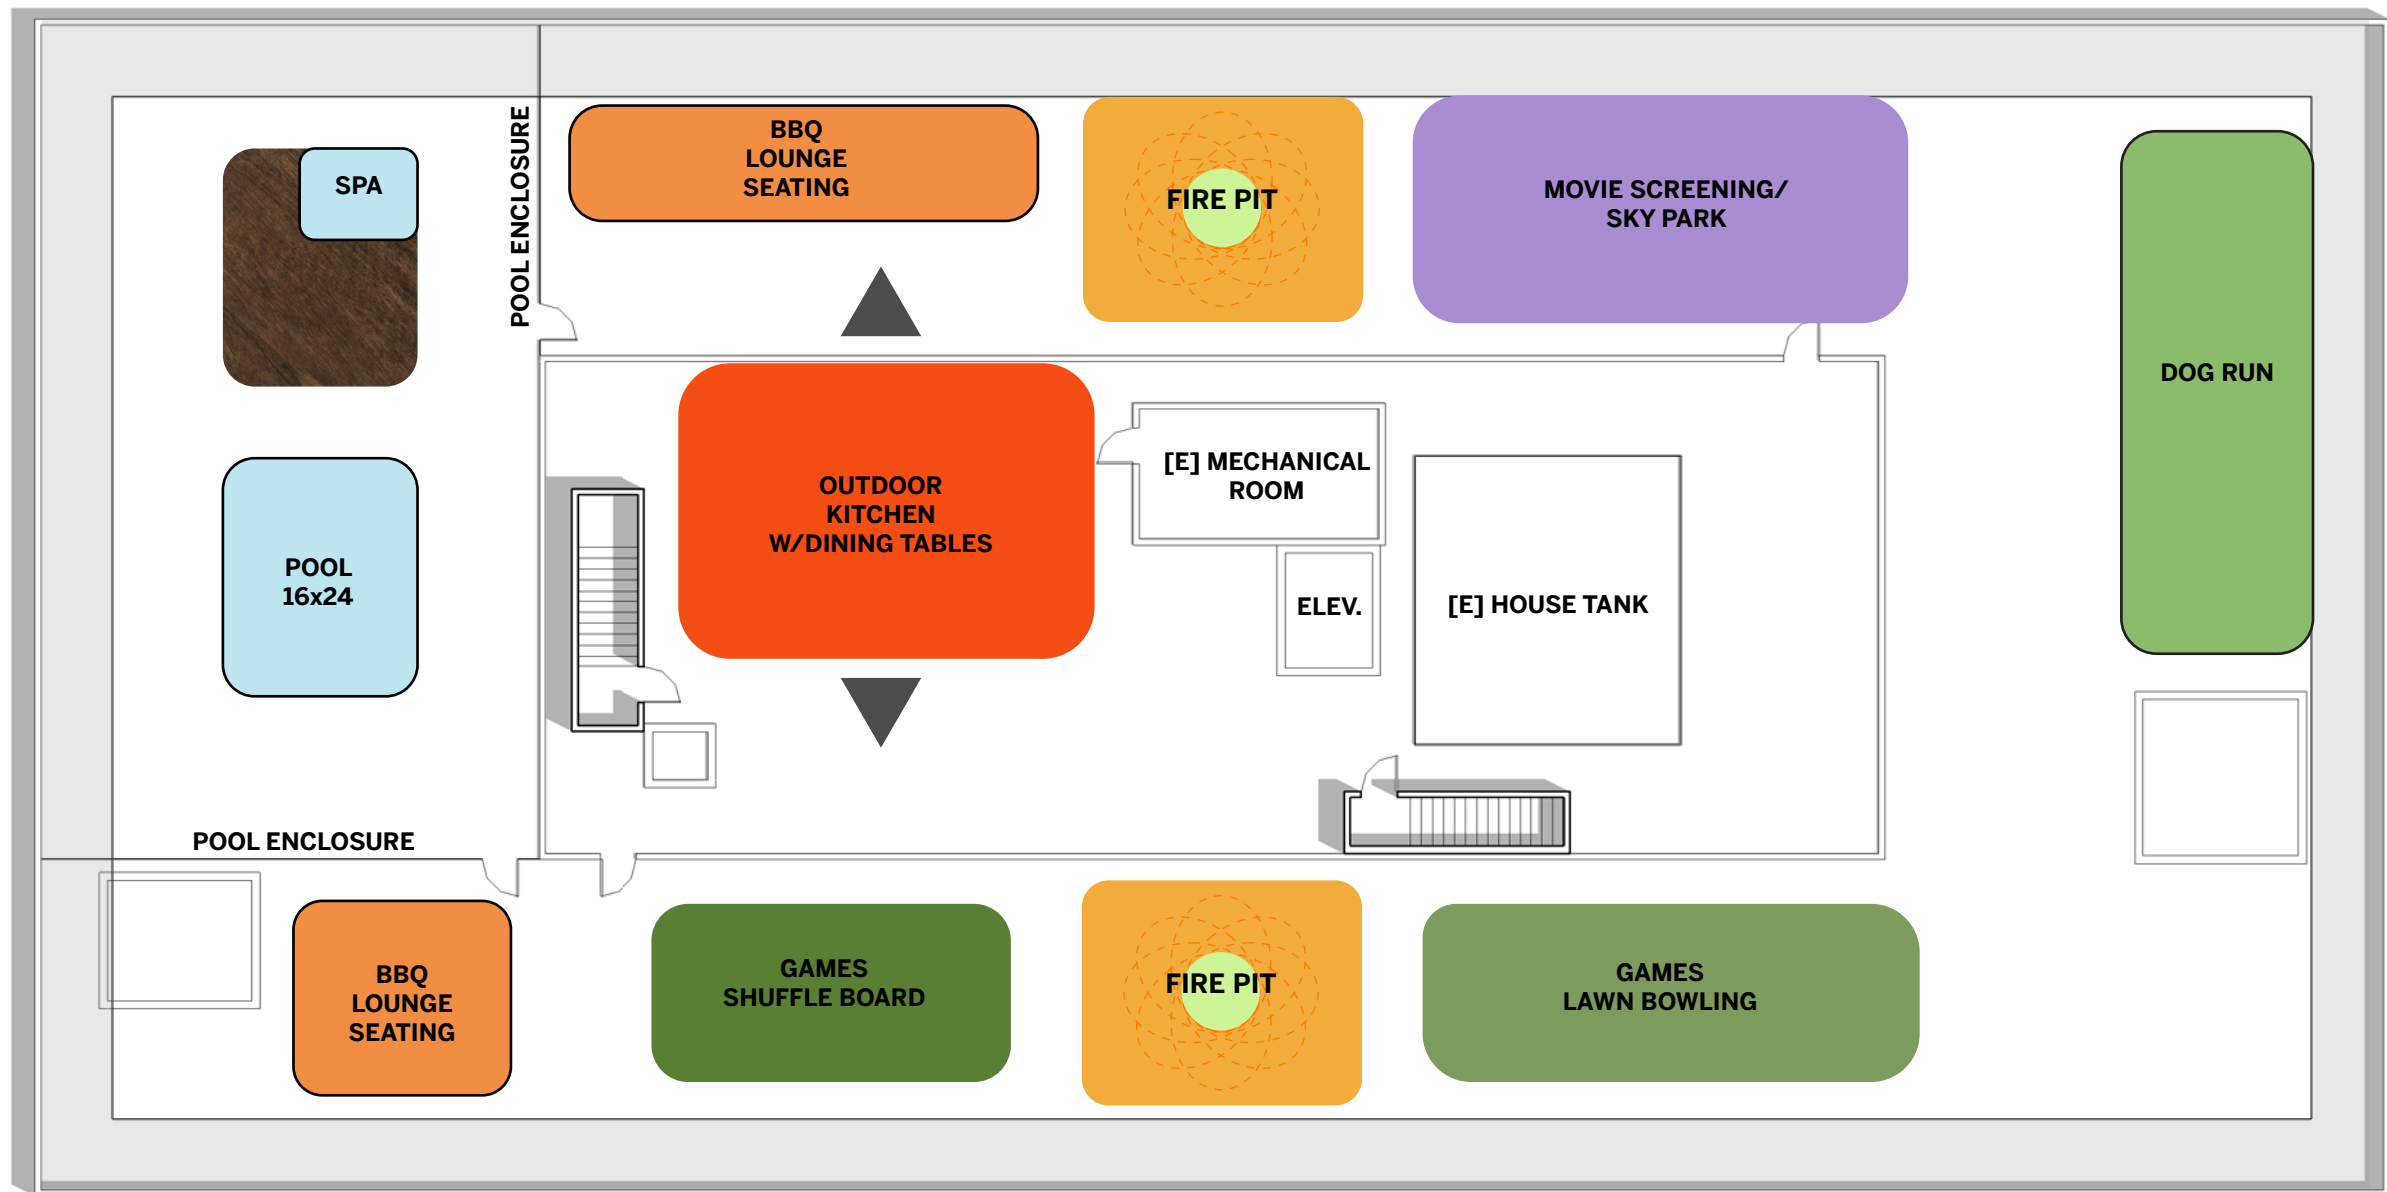 POOL ENCLOSURE
BBQ
LOUNGE
SEATING
FIRE PIT
MOVIE SCREENING/
SKY PARK
SPA
DOG RUN
OUTDOOR
KITCHEN
W/DINING TABLES
[E] MECHANICAL
ROOM
ELEV.
[E] HOUSE TANK
POOL
16x24
POOL ENCLOSURE
BBQ
LOUNGE
SEATING
GAMES
SHUFFLE BOARD
FIRE PIT
GAMES
LAWN BOWLING